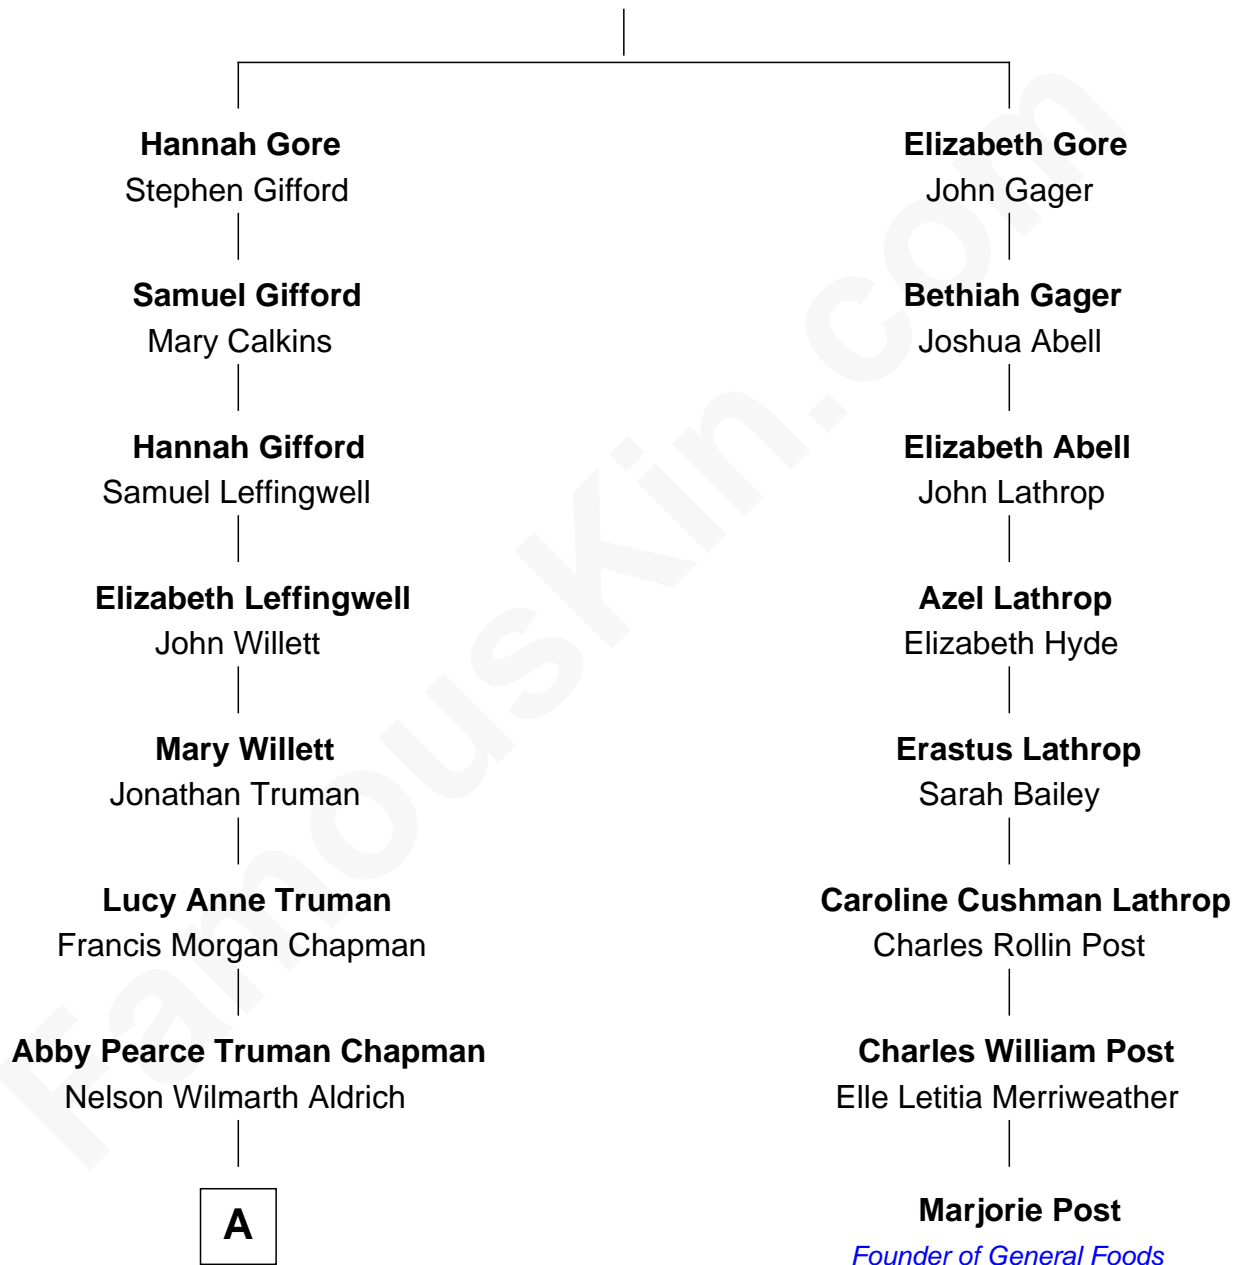 Hannah Gore
Stephen Gifford
Samuel Gifford
Mary Calkins
Hannah Gifford
Samuel Leffingwell
Elizabeth Leffingwell
John Willett
Mary Willett
Jonathan Truman
Lucy Anne Truman
Francis Morgan Chapman
Abby Pearce Truman Chapman
Nelson Wilmarth Aldrich
A
Elizabeth Gore
John Gager
Bethiah Gager
Joshua Abell
Elizabeth Abell
John Lathrop
Azel Lathrop
Elizabeth Hyde
Erastus Lathrop
Sarah Bailey
Caroline Cushman Lathrop
Charles Rollin Post
Charles William Post
Elle Letitia Merriweather
Marjorie Post
Founder of General Foods
FamousKin.com